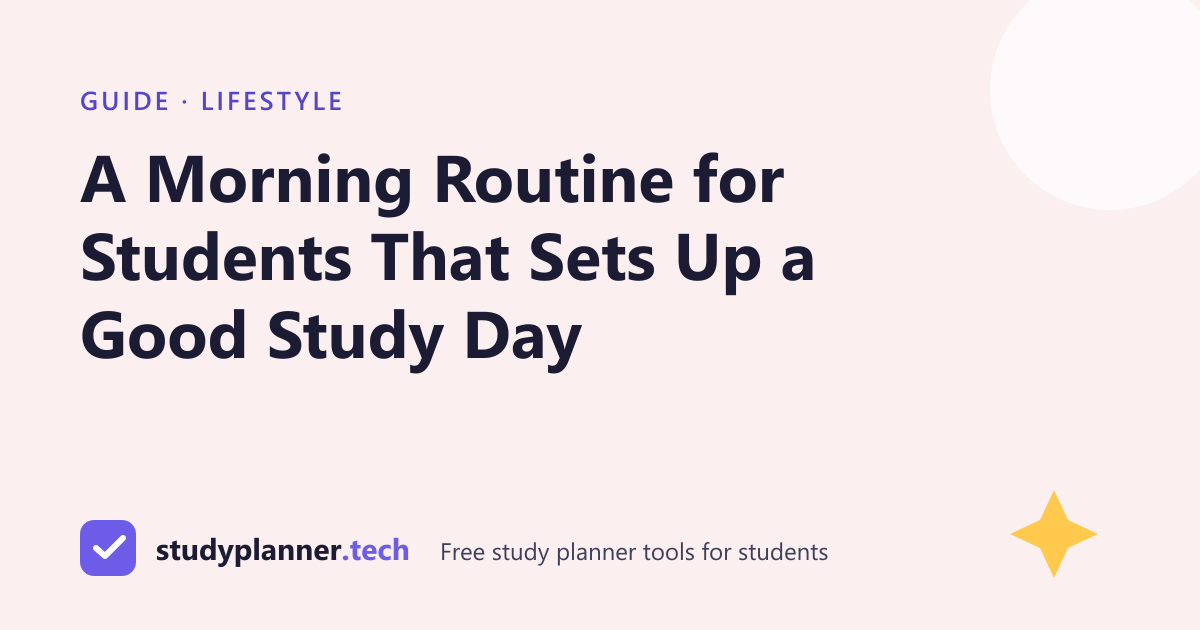 GUIDE · LIFESTYLE
A Morning Routine for
Students That Sets Up a
Good Study Day
studyplanner.tech Free study planner tools for students